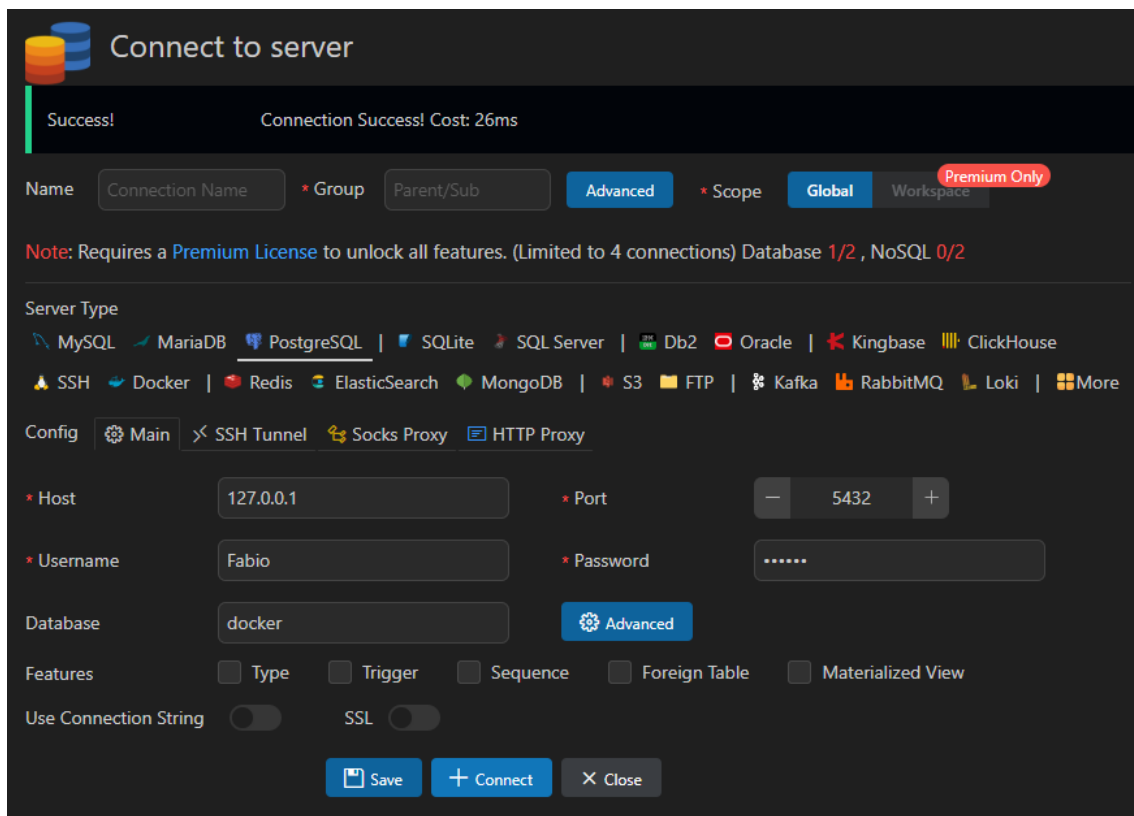 Connect to server
Success! Connection Success! Cost: 26ms
Name Connection Name * Group Parent/Sub Advanced * Scope Global Workspace Premium Only
Note: Requires a Premium License to unlock all features. (Limited to 4 connections) Database 1/2 , NoSQL 0/2
Server Type
MySQL MariaDB PostgreSQL | SQLite SQL Server | Db2 Oracle | Kingbase ClickHouse
SSH Docker | Redis ElasticSearch MongoDB | S3 FTP | Kafka RabbitMQ Loki | More
Config Main SSH Tunnel Socks Proxy HTTP Proxy
* Host 127.0.0.1 * Port − 5432 +
* Username Fabio * Password ••••••
Database docker Advanced
Features Type Trigger Sequence Foreign Table Materialized View
Use Connection String SSL
Save + Connect × Close